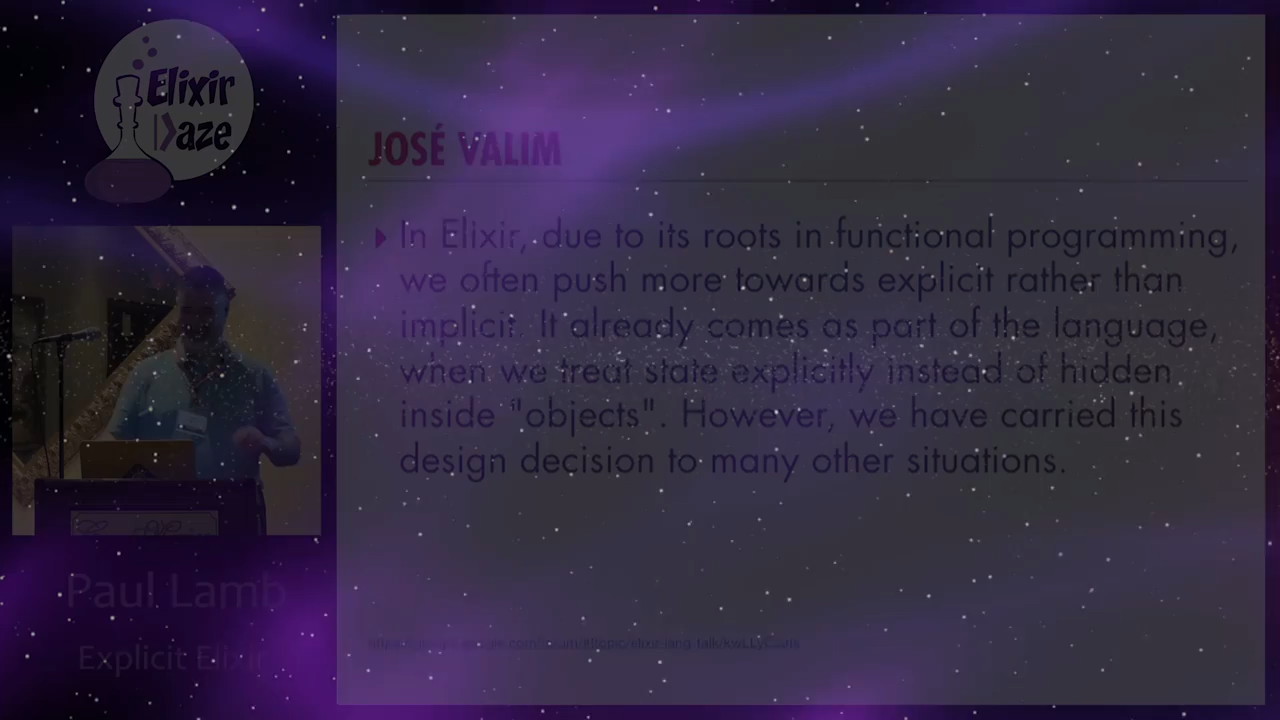 Elixir
Daze
JOSÉ VALIM
In Elixir, due to its roots in functional programming,
we often push more towards explicit rather than
implicit. It already comes as part of the language,
when we treat state explicitly instead of hidden
inside "objects". However, we have carried this
design decision to many other situations.
Paul Lamb
Explicit Elixir